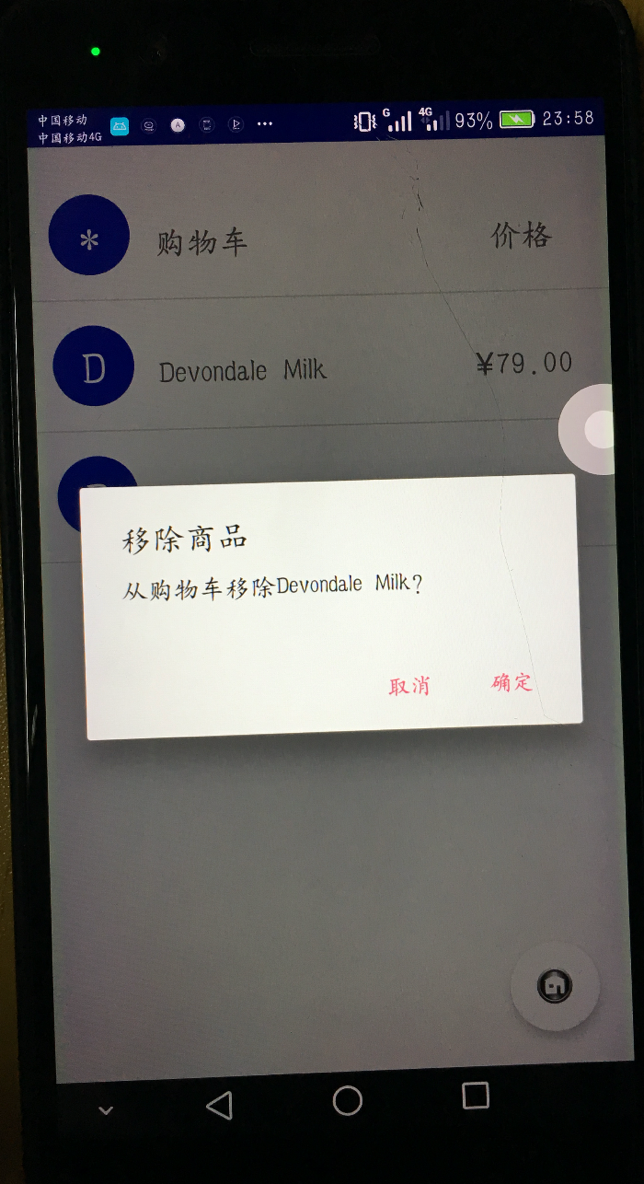 中国移动
中国移动4G
G 4G 93% 23:58
* 购物车 价格
D Devondale Milk ¥79.00
移除商品
从购物车移除Devondale Milk?
取消 确定